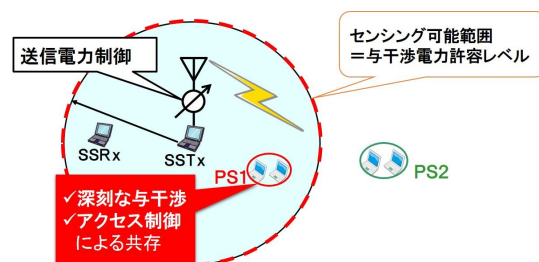 送信電力制御
センシング可能範囲
＝与干渉電力許容レベル
SSRx
SSTx
PS1
PS2
✓深刻な与干渉
✓アクセス制御
による共存